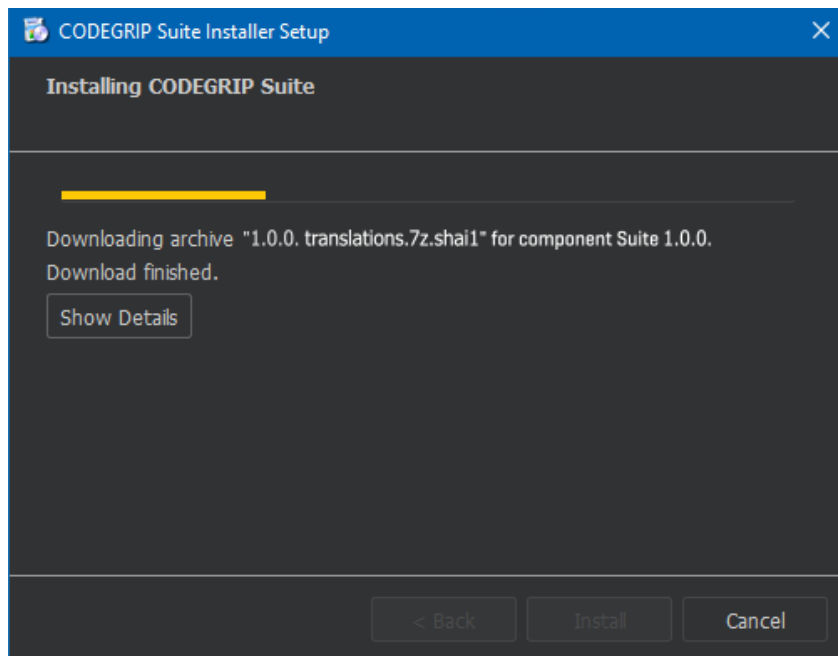 CODEGRIP Suite Installer Setup
Installing CODEGRIP Suite
Downloading archive "1.0.0. translations.7z.shai1" for component Suite 1.0.0.
Download finished.
Show Details
< Back
Install
Cancel